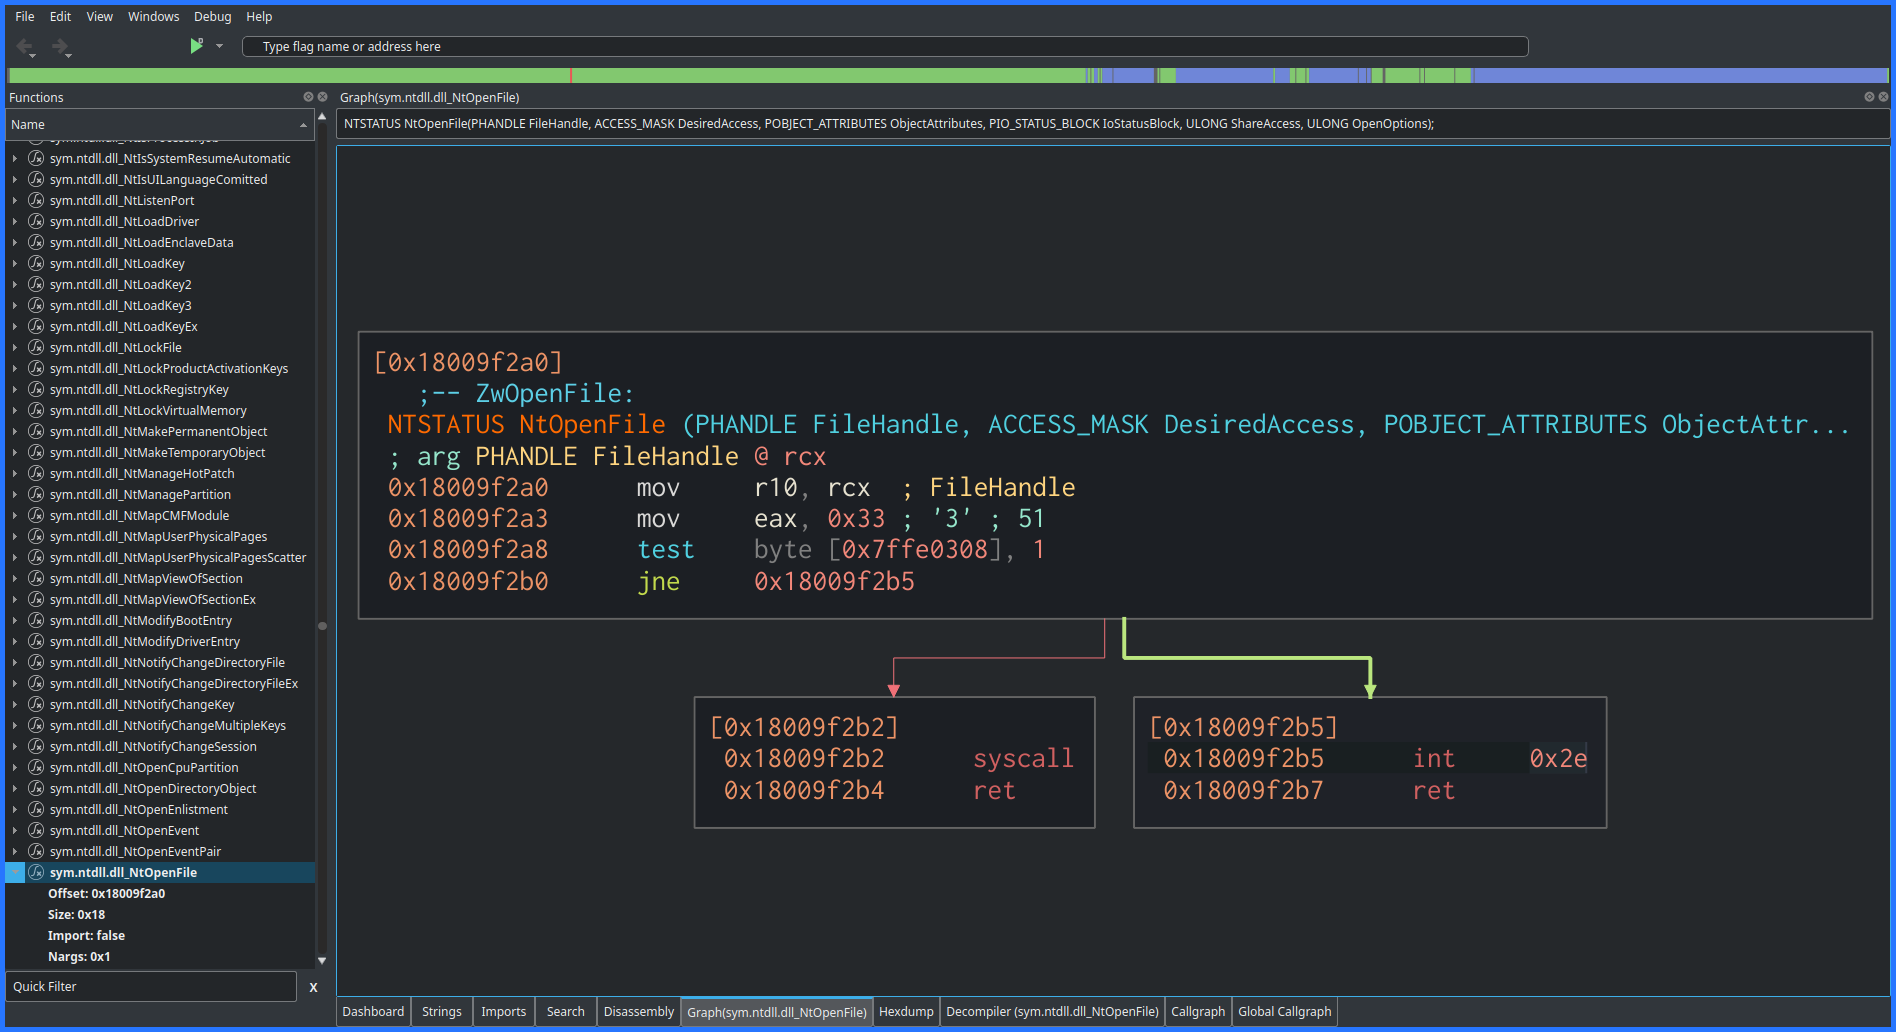 File Edit View Windows Debug Help
Type flag name or address here
Functions
Name
sym.ntdll.dll_NtIsSystemResumeAutomatic
sym.ntdll.dll_NtIsUILanguageComitted
sym.ntdll.dll_NtListenPort
sym.ntdll.dll_NtLoadDriver
sym.ntdll.dll_NtLoadEnclaveData
sym.ntdll.dll_NtLoadKey
sym.ntdll.dll_NtLoadKey2
sym.ntdll.dll_NtLoadKey3
sym.ntdll.dll_NtLoadKeyEx
sym.ntdll.dll_NtLockFile
sym.ntdll.dll_NtLockProductActivationKeys
sym.ntdll.dll_NtLockRegistryKey
sym.ntdll.dll_NtLockVirtualMemory
sym.ntdll.dll_NtMakePermanentObject
sym.ntdll.dll_NtMakeTemporaryObject
sym.ntdll.dll_NtManageHotPatch
sym.ntdll.dll_NtManagePartition
sym.ntdll.dll_NtMapCMFModule
sym.ntdll.dll_NtMapUserPhysicalPages
sym.ntdll.dll_NtMapUserPhysicalPagesScatter
sym.ntdll.dll_NtMapViewOfSection
sym.ntdll.dll_NtMapViewOfSectionEx
sym.ntdll.dll_NtModifyBootEntry
sym.ntdll.dll_NtModifyDriverEntry
sym.ntdll.dll_NtNotifyChangeDirectoryFile
sym.ntdll.dll_NtNotifyChangeDirectoryFileEx
sym.ntdll.dll_NtNotifyChangeKey
sym.ntdll.dll_NtNotifyChangeMultipleKeys
sym.ntdll.dll_NtNotifyChangeSession
sym.ntdll.dll_NtOpenCpuPartition
sym.ntdll.dll_NtOpenDirectoryObject
sym.ntdll.dll_NtOpenEnlistment
sym.ntdll.dll_NtOpenEvent
sym.ntdll.dll_NtOpenEventPair
sym.ntdll.dll_NtOpenFile
Offset: 0x18009f2a0
Size: 0x18
Import: false
Nargs: 0x1
Quick Filter X
Graph(sym.ntdll.dll_NtOpenFile)
NTSTATUS NtOpenFile(PHANDLE FileHandle, ACCESS_MASK DesiredAccess, POBJECT_ATTRIBUTES ObjectAttributes, PIO_STATUS_BLOCK IoStatusBlock, ULONG ShareAccess, ULONG OpenOptions);
[0x18009f2a0]
;-- ZwOpenFile:
NTSTATUS NtOpenFile (PHANDLE FileHandle, ACCESS_MASK DesiredAccess, POBJECT_ATTRIBUTES ObjectAttr...
; arg PHANDLE FileHandle @ rcx
0x18009f2a0 mov r10, rcx ; FileHandle
0x18009f2a3 mov eax, 0x33 ; '3' ; 51
0x18009f2a8 test byte [0x7ffe0308], 1
0x18009f2b0 jne 0x18009f2b5
[0x18009f2b2]
0x18009f2b2 syscall
0x18009f2b4 ret
[0x18009f2b5]
0x18009f2b5 int 0x2e
0x18009f2b7 ret
Dashboard Strings Imports Search Disassembly Graph(sym.ntdll.dll_NtOpenFile) Hexdump Decompiler (sym.ntdll.dll_NtOpenFile) Callgraph Global Callgraph